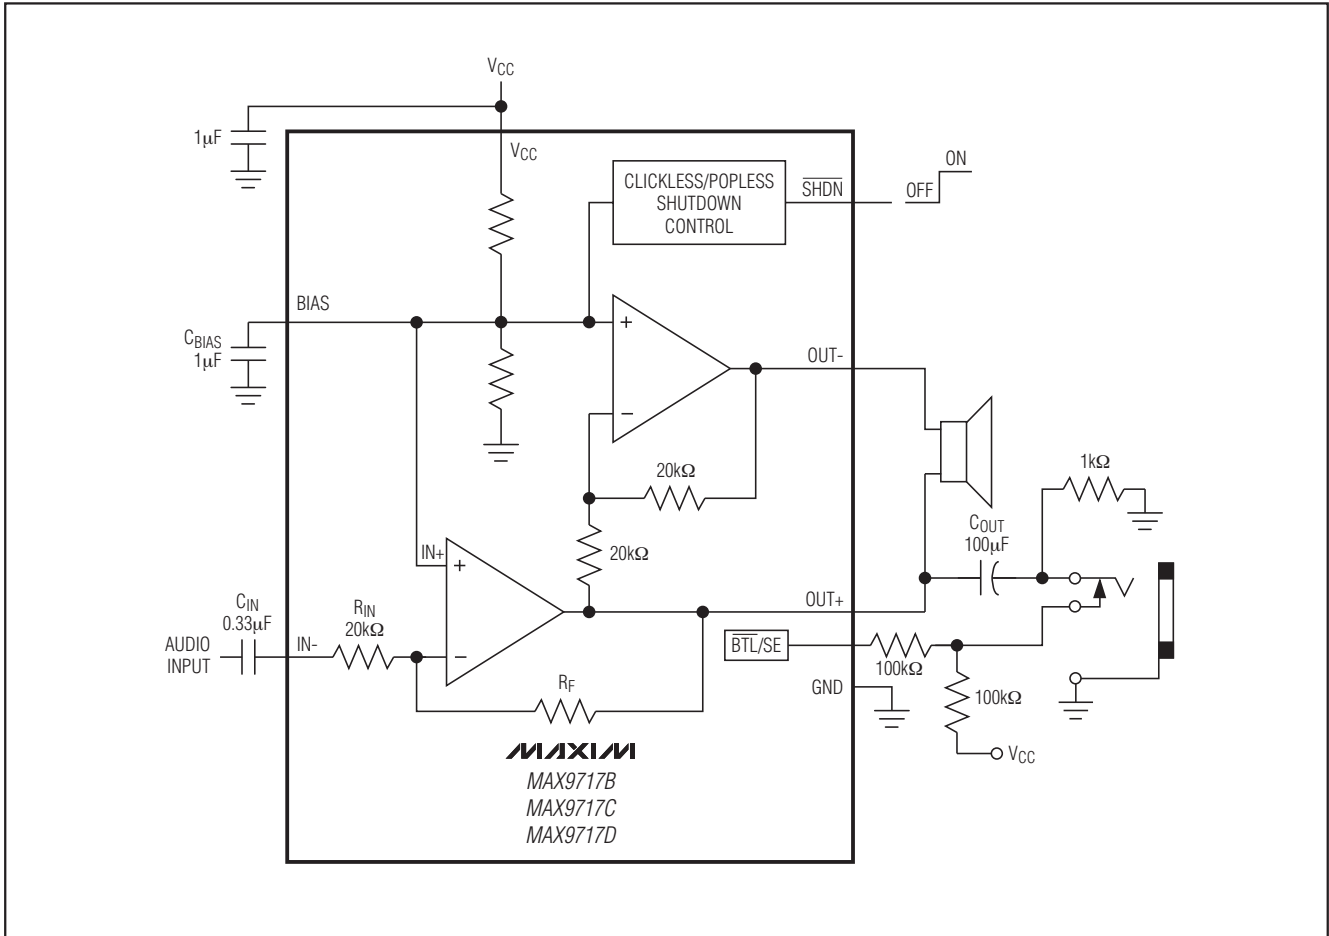 VCC
1µF
VCC
CLICKLESS/POPLESS
SHUTDOWN
CONTROL
SHDN
OFF
ON
BIAS
CBIAS
1µF
+
−
OUT-
20kΩ
20kΩ
1kΩ
COUT
100µF
IN+
+
−
OUT+
CIN
0.33µF
AUDIO
INPUT
IN-
RIN
20kΩ
RF
BTL/SE
100kΩ
GND
100kΩ
VCC
MAXIM
MAX9717B
MAX9717C
MAX9717D